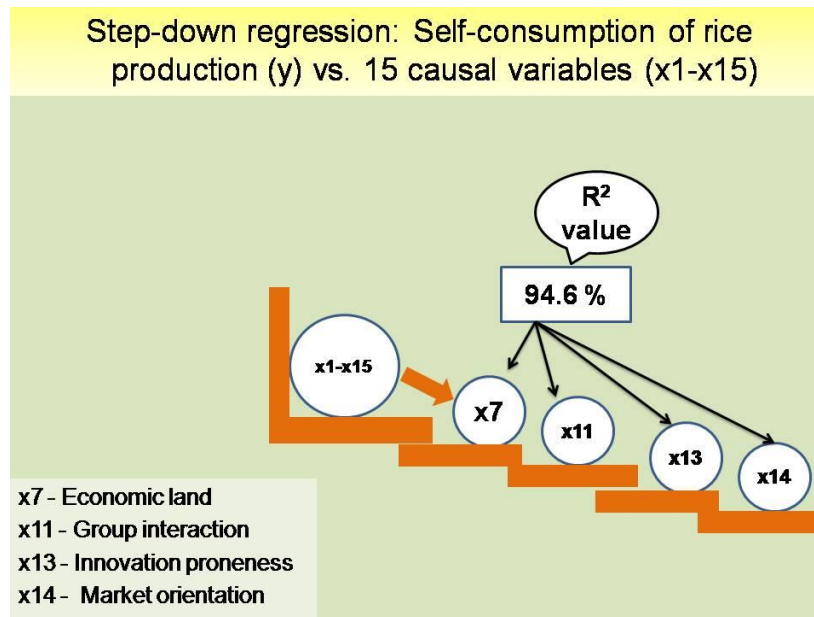 Step-down regression: Self-consumption of rice
production (y) vs. 15 causal variables (x1-x15)
R²
value
94.6 %
x1-x15
x7
x11
x13
x14
x7 - Economic land
x11 - Group interaction
x13 - Innovation proneness
x14 - Market orientation